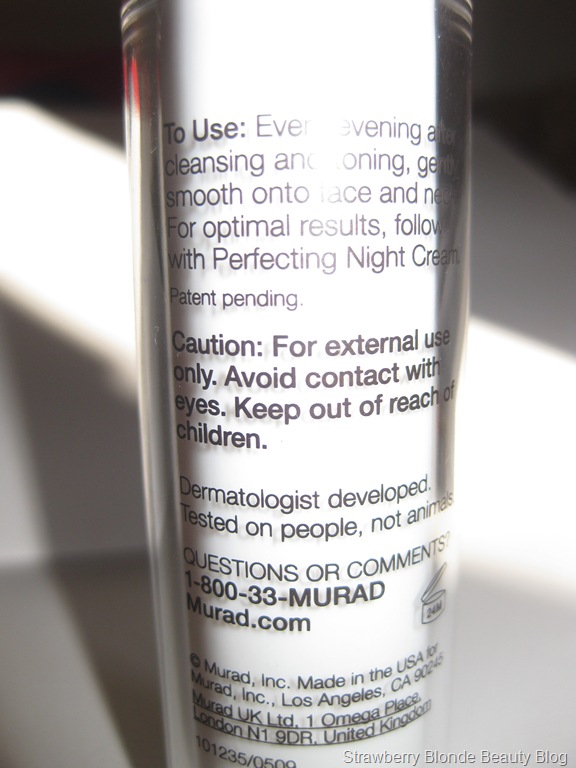 To Use: Every evening after
cleansing and toning, gently
smooth onto face and neck.
For optimal results, follow
with Perfecting Night Cream.
Patent pending.
Caution: For external use
only. Avoid contact with
eyes. Keep out of reach of
children.
Dermatologist developed.
Tested on people, not animals.
QUESTIONS OR COMMENTS?
1-800-33-MURAD
Murad.com
24M
© Murad, Inc. Made in the USA for
Murad, Inc., Los Angeles, CA 90245
Murad UK Ltd, 1 Omega Place,
London N1 9DR, United Kingdom
101235/0509
Strawberry Blonde Beauty Blog